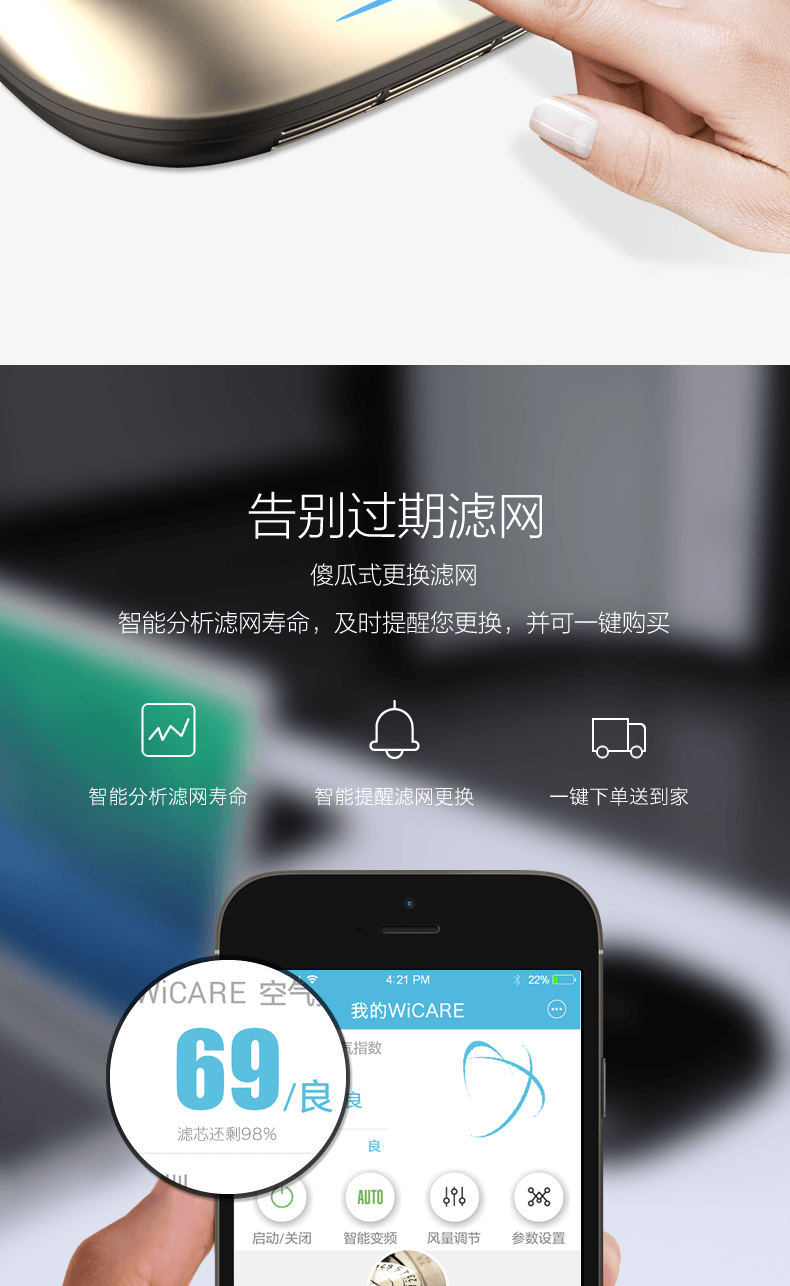 告别过期滤网
傻瓜式更换滤网
智能分析滤网寿命，及时提醒您更换，并可一键购买
智能分析滤网寿命
智能提醒滤网更换
一键下单送到家
4:21 PM
22%
我的WiCARE
WiCARE 空气
气指数
69/良
良
滤芯还剩98%
良
AUTO
启动/关闭
智能变频
风量调节
参数设置